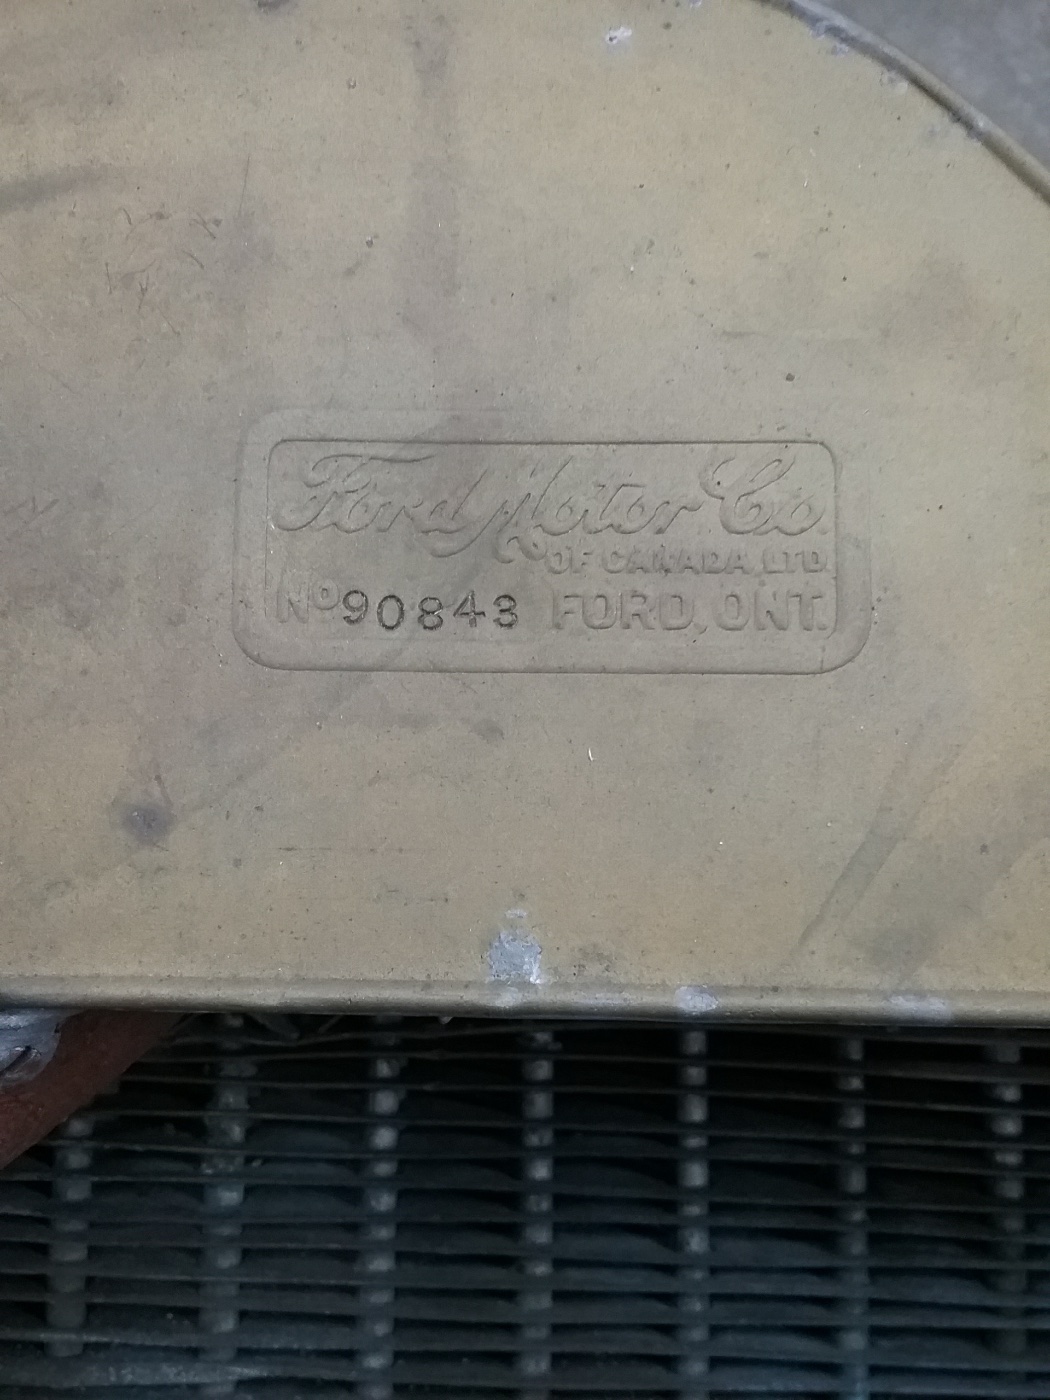 Ford Motor Co.
OF CANADA, LTD.
Nº 90843 FORD, ONT.